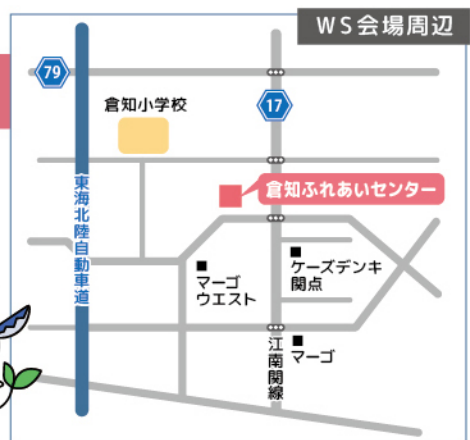 WS会場周辺
79
倉知小学校
17
倉知ふれあいセンター
東海北陸自動車道
マーゴ
ウエスト
ケーズデンキ
関点
マーゴ
江南関線